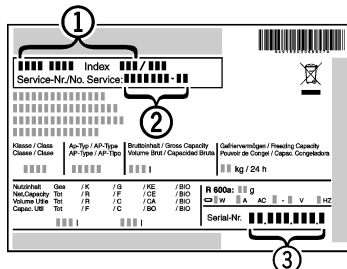 1
Index /
Service-Nr./No. Service: -
2
Klasse / Class
Classe / Clase
Ap-Typ / AP-Type
AP-Type / AP-Tipo
Bruttoinhalt / Gross Capacity
Volume Brut / Capacidad Bruta
Gefriervermögen / Freezing Capacity
Pouvoir de Congel / Capac. Congeladora
l
kg / 24 h
Nutzinhalt Ges / K / G / KE / BIO
Net.Capacity Tot / R / F / CE / BIO
Volume Utile Tot / R / C / CA / BIO
Capac. Util Tot / F / C / BO / BIO
l l
R 600a: g
W A AC - V HZ
Serial-Nr. . .
3